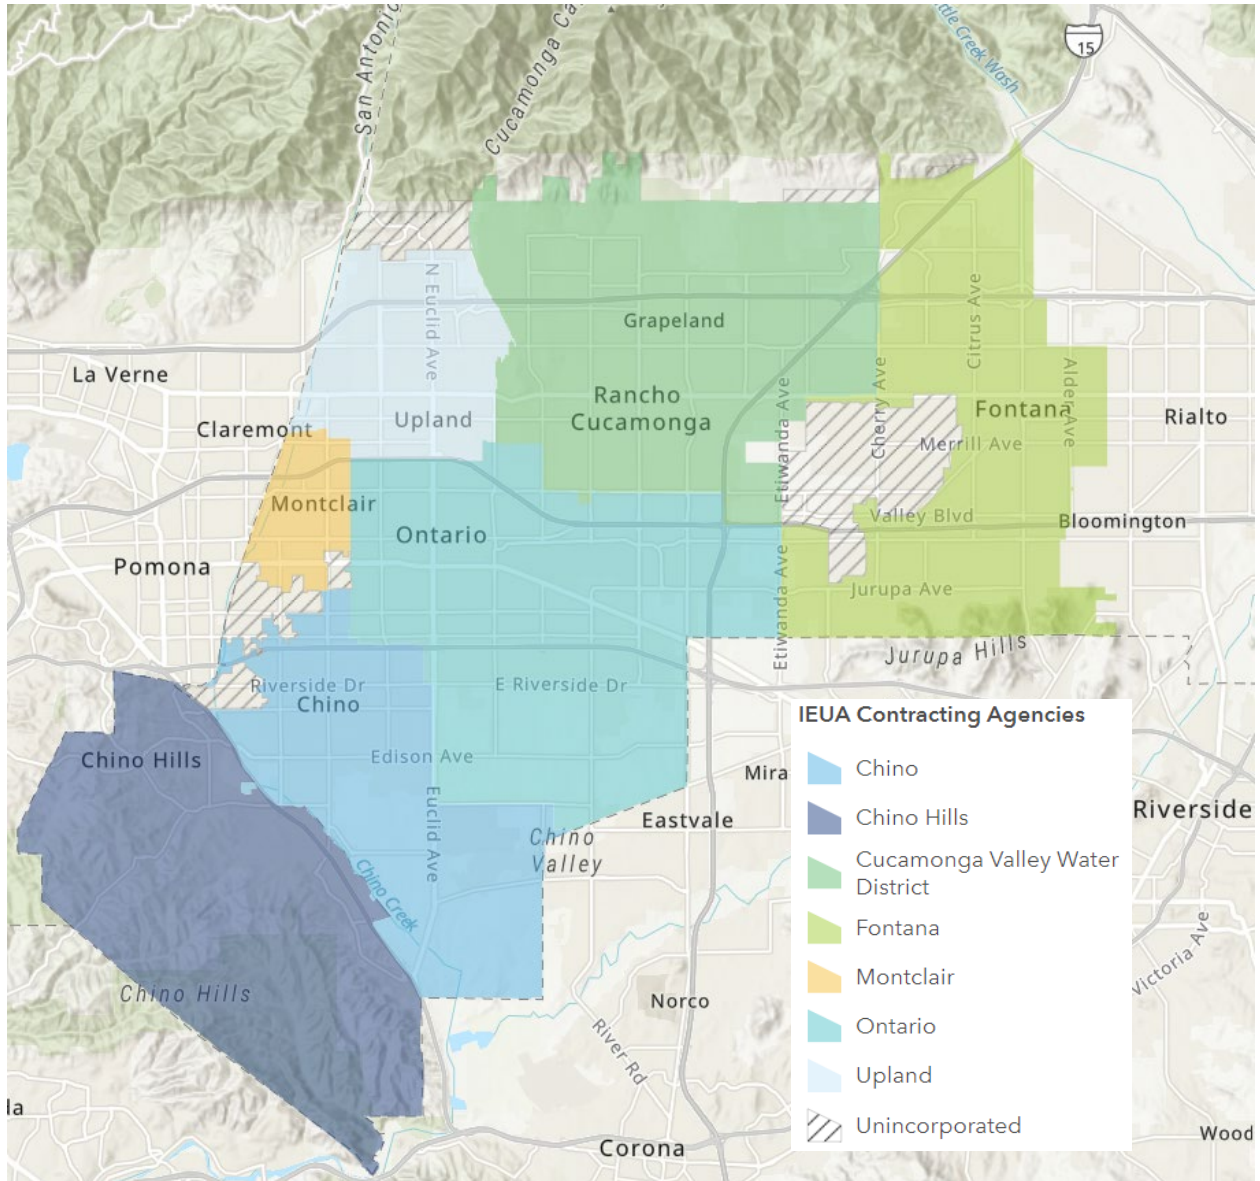 San Antonio
Cucamonga Ca
ttle Creek Wash
15
N Euclid Ave
Grapeland
Citrus Ave
La Verne
Rancho
Cucamonga
Etiwanda Ave
Cherry Ave
Alder Ave
Fontana
Rialto
Claremont
Upland
Merrill Ave
Montclair
Ontario
Valley Blvd
Bloomington
Pomona
Etiwanda Ave
Jurupa Ave
Jurupa Hills
Riverside Dr
E Riverside Dr
Chino
Chino Hills
Edison Ave
Euclid Ave
Mira
Eastvale
Riverside
Chino
Valley
Chino Creek
Victoria Ave
Chino Hills
Norco
River Rd
la
Corona
Wood
IEUA Contracting Agencies
Chino
Chino Hills
Cucamonga Valley Water
District
Fontana
Montclair
Ontario
Upland
Unincorporated